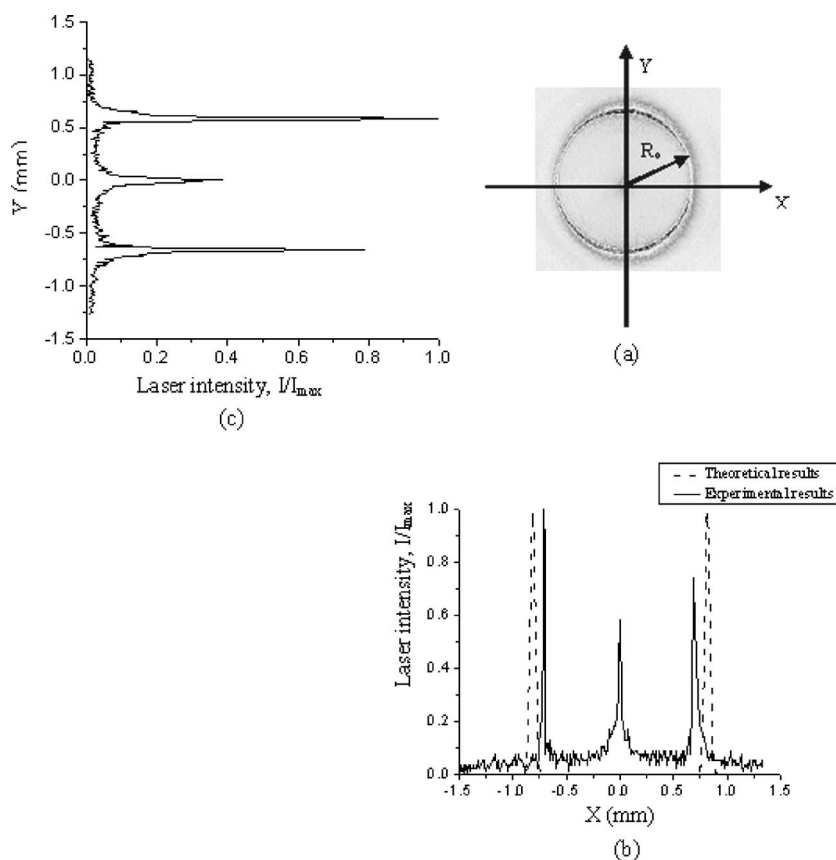 1.5
1.0
0.5
0.0
-0.5
-1.0
-1.5
Y (mm)
0.0 0.2 0.4 0.6 0.8 1.0
Laser intensity, I/Imax
(c)
Y
R₀
X
(a)
Theoretical results
Experimental results
1.0
0.8
0.6
0.4
0.2
0.0
Laser intensity, I/Imax
-1.5 -1.0 -0.5 0.0 0.5 1.0 1.5
X (mm)
(b)